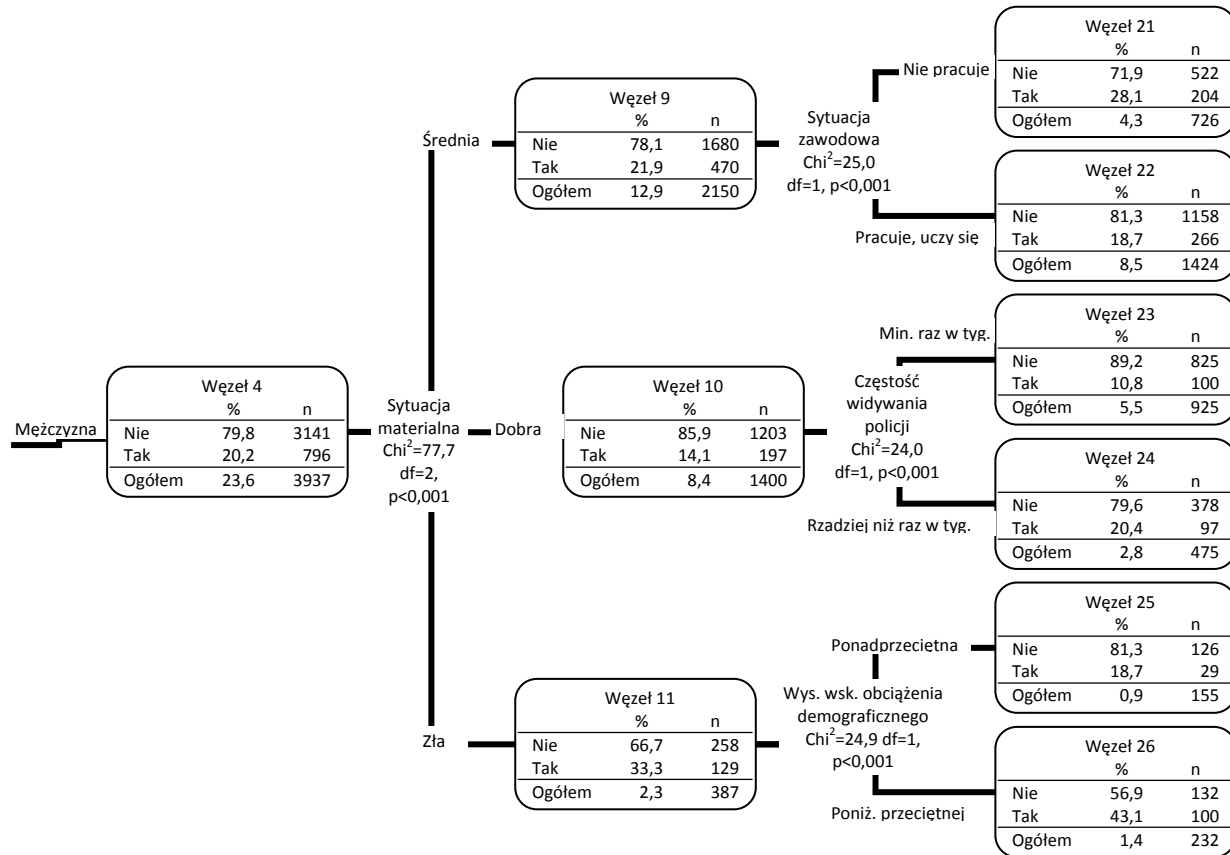 Mężczyzna
Węzeł 4
% n
Nie 79,8 3141
Tak 20,2 796
Ogółem 23,6 3937
Sytuacja
materialna
Chi²=77,7
df=2,
p<0,001
Średnia
Węzeł 9
% n
Nie 78,1 1680
Tak 21,9 470
Ogółem 12,9 2150
Sytuacja
zawodowa
Chi²=25,0
df=1, p<0,001
Nie pracuje
Węzeł 21
% n
Nie 71,9 522
Tak 28,1 204
Ogółem 4,3 726
Pracuje, uczy się
Węzeł 22
% n
Nie 81,3 1158
Tak 18,7 266
Ogółem 8,5 1424
Dobra
Węzeł 10
% n
Nie 85,9 1203
Tak 14,1 197
Ogółem 8,4 1400
Częstość
widywania
policji
Chi²=24,0
df=1, p<0,001
Min. raz w tyg.
Węzeł 23
% n
Nie 89,2 825
Tak 10,8 100
Ogółem 5,5 925
Rzadziej niż raz w tyg.
Węzeł 24
% n
Nie 79,6 378
Tak 20,4 97
Ogółem 2,8 475
Zła
Węzeł 11
% n
Nie 66,7 258
Tak 33,3 129
Ogółem 2,3 387
Wys. wsk. obciążenia
demograficznego
Chi²=24,9 df=1,
p<0,001
Ponadprzecietna
Węzeł 25
% n
Nie 81,3 126
Tak 18,7 29
Ogółem 0,9 155
Poniż. przeciętnej
Węzeł 26
% n
Nie 56,9 132
Tak 43,1 100
Ogółem 1,4 232